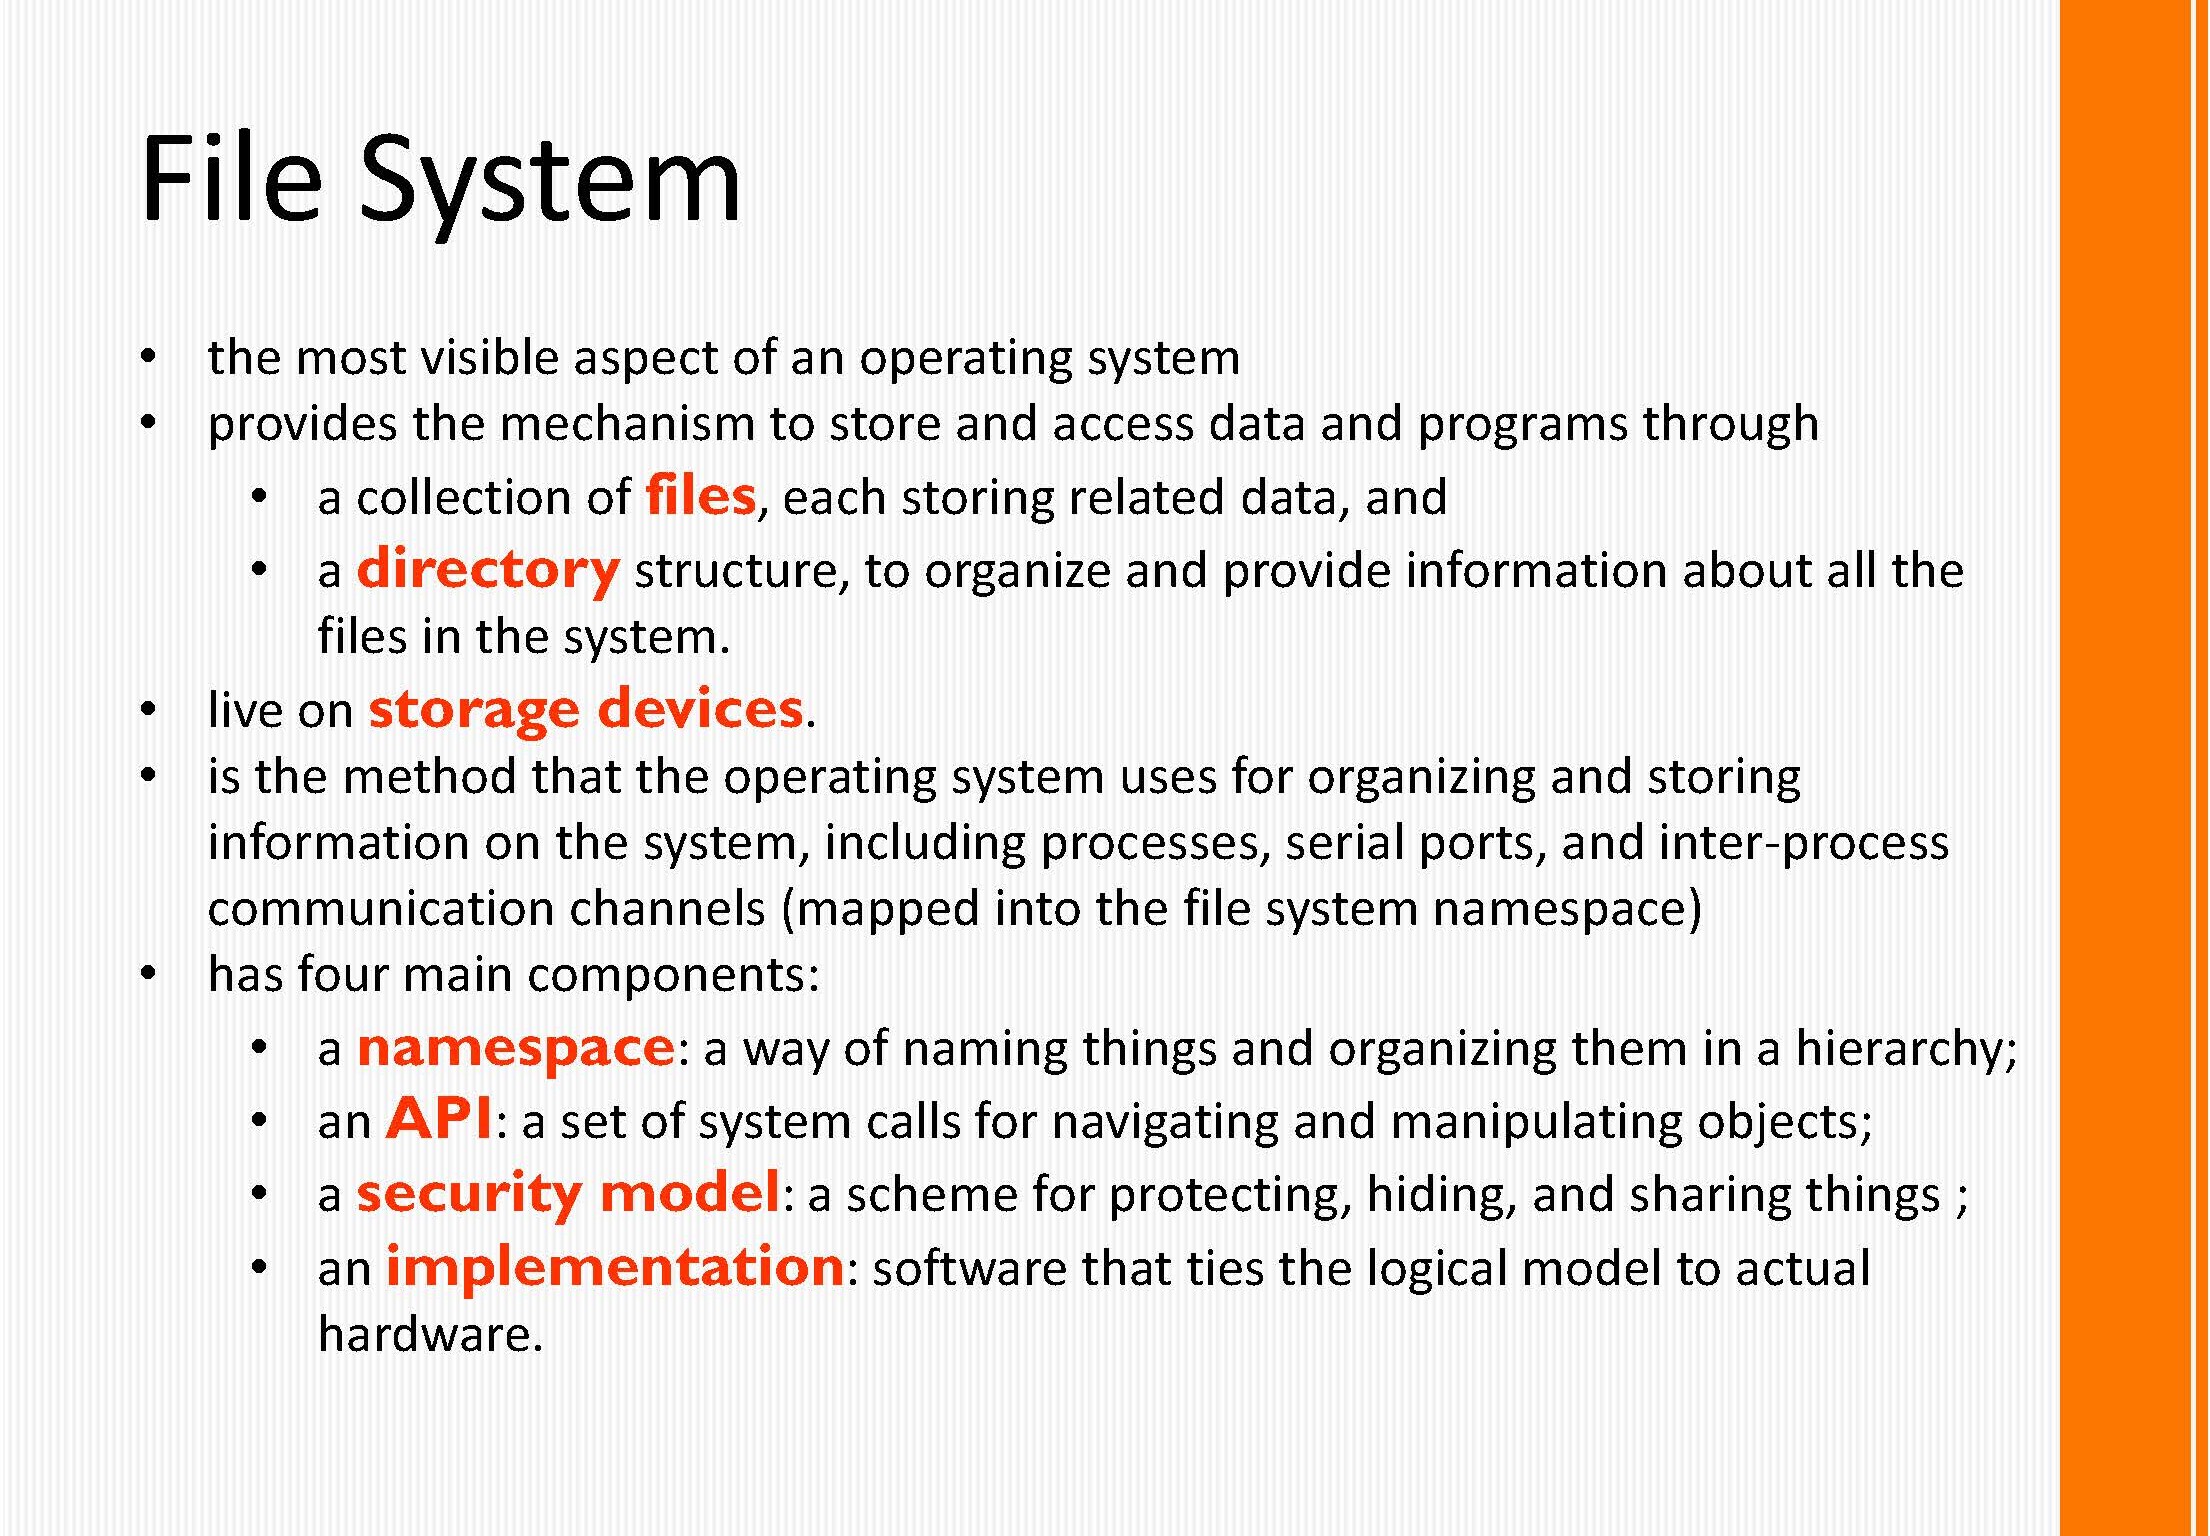 File System
• the most visible aspect of an operating system
• provides the mechanism to store and access data and programs through
• a collection of files, each storing related data, and
• a directory structure, to organize and provide information about all the
files in the system.
• live on storage devices.
• is the method that the operating system uses for organizing and storing
information on the system, including processes, serial ports, and inter-process
communication channels (mapped into the file system namespace)
• has four main components:
• a namespace: a way of naming things and organizing them in a hierarchy;
• an API: a set of system calls for navigating and manipulating objects;
• a security model: a scheme for protecting, hiding, and sharing things ;
• an implementation: software that ties the logical model to actual
hardware.